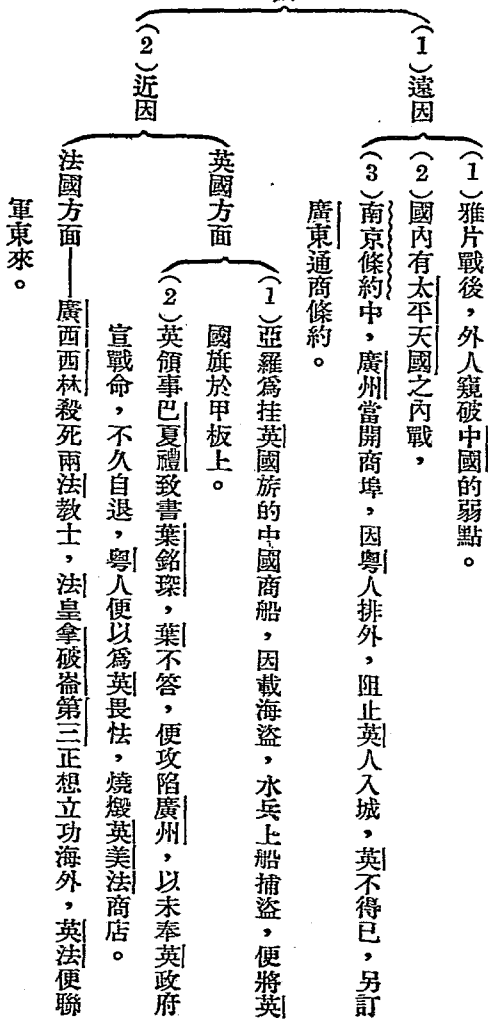 (1)遠因
(1)雅片戰後，外人窺破中國的弱點。
(2)國內有太平天國之內戰，
(3)南京條約中，廣州當開商埠，因粵人排外，阻止英人入城，英不得已，另訂
廣東通商條約。
(2)近因
英國方面
(1)亞羅爲挂英國旂的中國商船，因載海盜，水兵上船捕盜，便將英
國旗於甲板上。
(2)英領事巴夏禮致書葉銘琛，葉不答，便攻陷廣州，以未奉英政府
宣戰命，不久自退，粵人便以爲英畏怯，燒燬英美法商店。
法國方面——廣西西林殺死兩法教士，法皇拿破崙第三正想立功海外，英法便聯
軍東來。